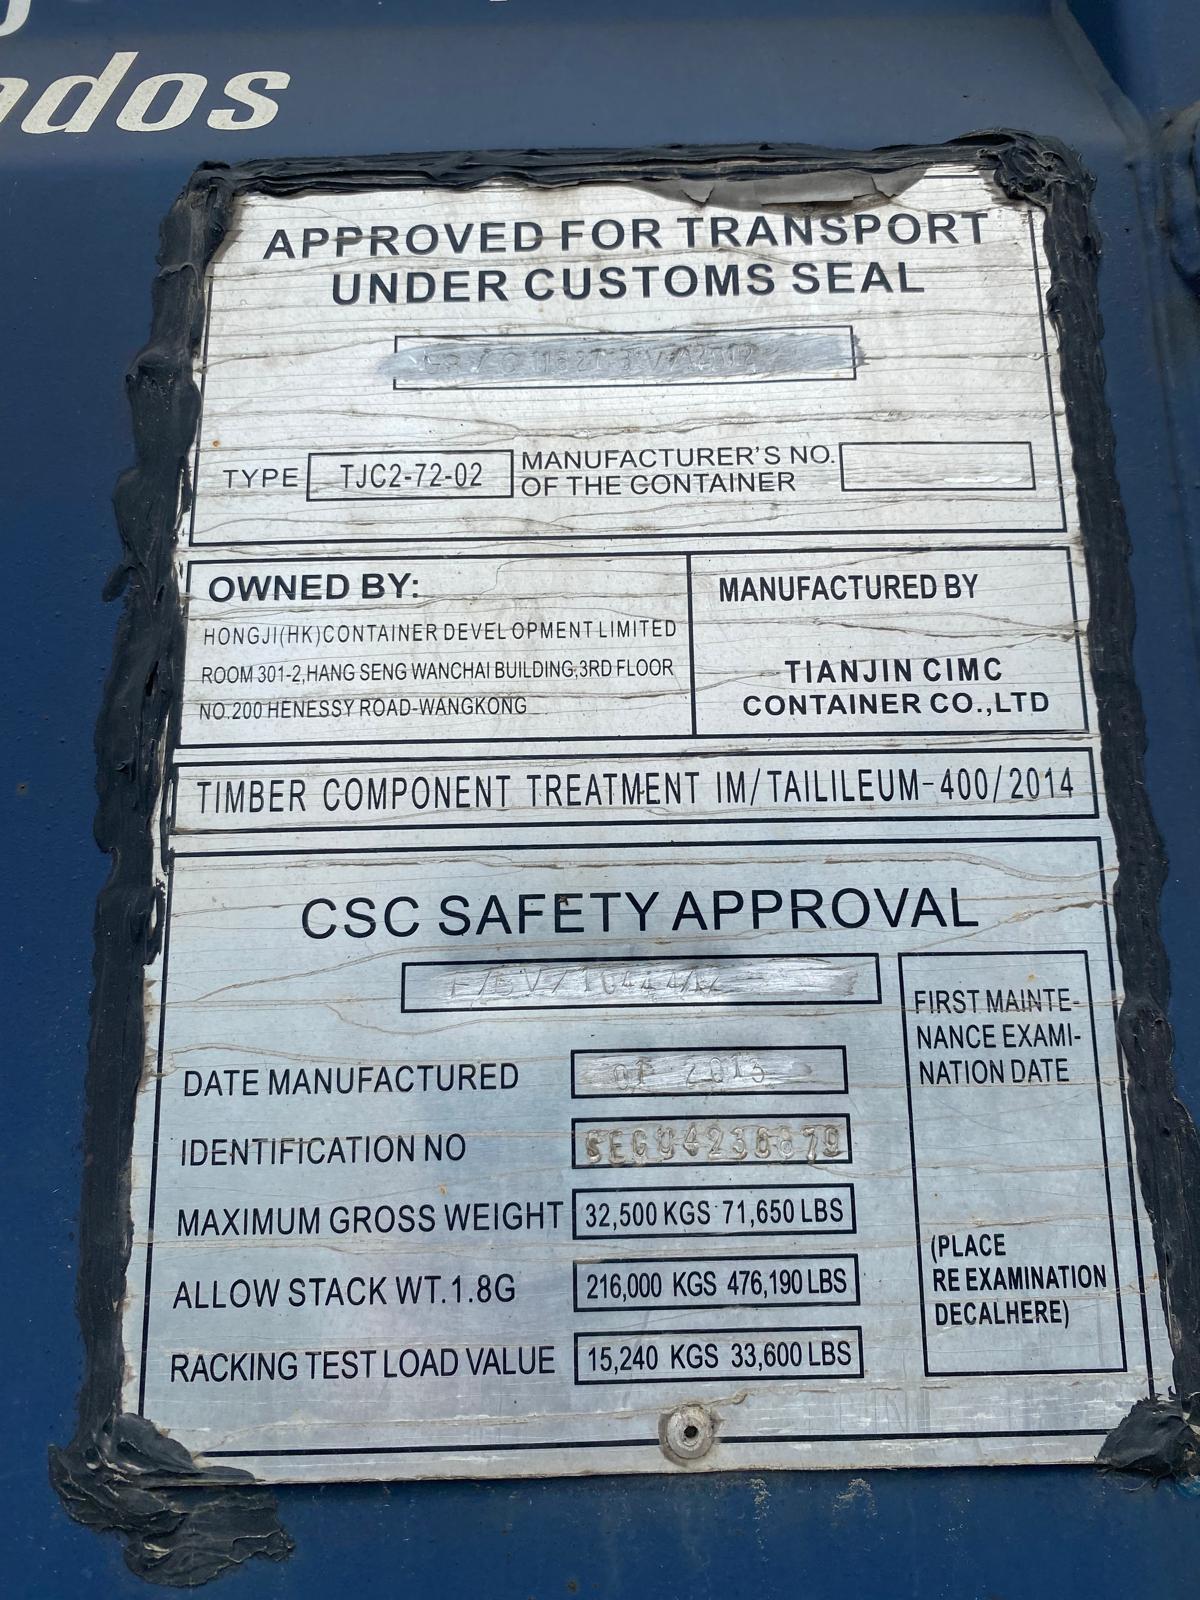 dos
APPROVED FOR TRANSPORT
UNDER CUSTOMS SEAL
TYPE TJC2-72-02 MANUFACTURER'S NO.
OF THE CONTAINER
OWNED BY:
HONGJI(HK)CONTAINER DEVELOPMENT LIMITED
ROOM 301-2,HANG SENG WANCHAI BUILDING,3RD FLOOR
NO.200 HENESSY ROAD-WANGKONG
MANUFACTURED BY
TIANJIN CIMC
CONTAINER CO.,LTD
TIMBER COMPONENT TREATMENT IM/TAILILEUM-400/2014
CSC SAFETY APPROVAL
DATE MANUFACTURED
IDENTIFICATION NO
MAXIMUM GROSS WEIGHT 32,500 KGS 71,650 LBS
ALLOW STACK WT.1.8G 216,000 KGS 476,190 LBS
RACKING TEST LOAD VALUE 15,240 KGS 33,600 LBS
FIRST MAINTE-
NANCE EXAMI-
NATION DATE
(PLACE
RE EXAMINATION
DECALHERE)